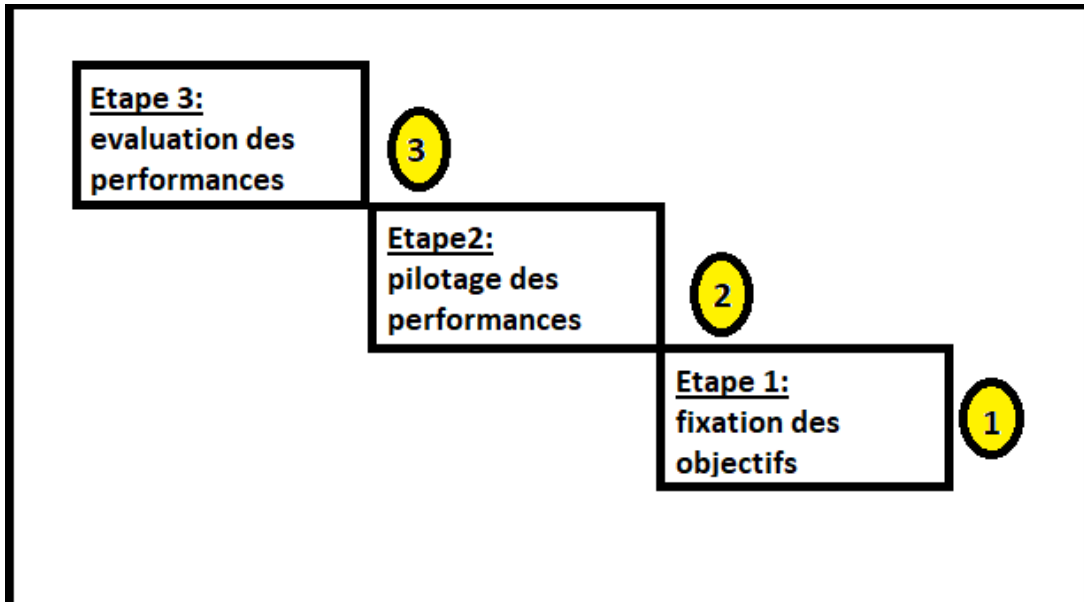 Etape 3:
evaluation des
performances
3
Etape2:
pilotage des
performances
2
Etape 1:
fixation des
objectifs
1